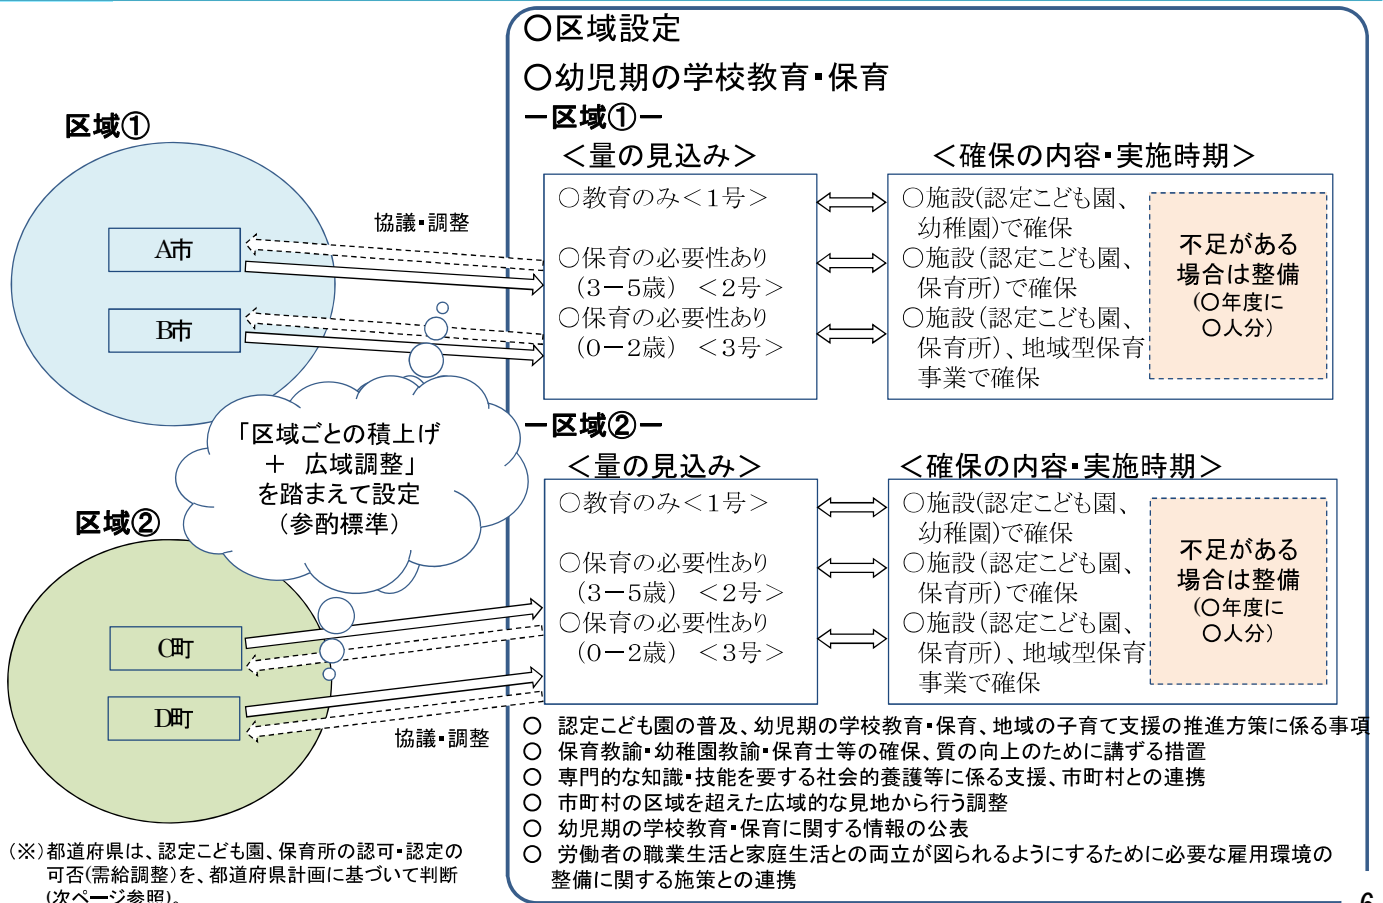 〇区域設定
〇幼児期の学校教育・保育
区域①
－区域①－
＜量の見込み＞
＜確保の内容・実施時期＞
〇教育のみ＜1号＞
〇保育の必要性あり
（3－5歳） ＜2号＞
〇保育の必要性あり
（0－2歳） ＜3号＞
〇施設(認定こども園、
幼稚園)で確保
〇施設（認定こども園、
保育所）で確保
〇施設（認定こども園、
保育所）、地域型保育
事業で確保
不足がある
場合は整備
(〇年度に
〇人分）
協議・調整
A市
B市
「区域ごとの積上げ
＋ 広域調整」
を踏まえて設定
（参酌標準）
－区域②－
＜量の見込み＞
＜確保の内容・実施時期＞
〇教育のみ＜1号＞
〇保育の必要性あり
（3－5歳） ＜2号＞
〇保育の必要性あり
（0－2歳） ＜3号＞
〇施設(認定こども園、
幼稚園)で確保
〇施設（認定こども園、
保育所）で確保
〇施設（認定こども園、
保育所）、地域型保育
事業で確保
不足がある
場合は整備
(〇年度に
〇人分）
区域②
C町
D町
協議・調整
〇 認定こども園の普及、幼児期の学校教育・保育、地域の子育て支援の推進方策に係る事項
〇 保育教諭・幼稚園教諭・保育士等の確保、質の向上のために講ずる措置
〇 専門的な知識・技能を要する社会的養護等に係る支援、市町村との連携
〇 市町村の区域を超えた広域的な見地から行う調整
〇 幼児期の学校教育・保育に関する情報の公表
〇 労働者の職業生活と家庭生活との両立が図られるようにするために必要な雇用環境の
整備に関する施策との連携
（※）都道府県は、認定こども園、保育所の認可・認定の
可否(需給調整)を、都道府県計画に基づいて判断
(次ページ参照)。
6